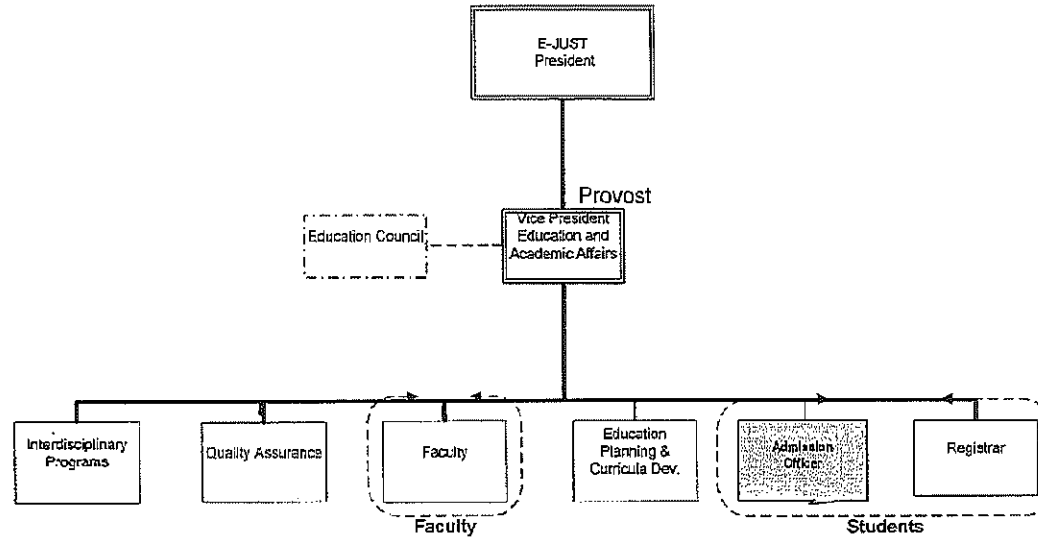 E-JUST
President
Provost
Vice President
Education and
Academic Affairs
Education Council
Interdisciplinary
Programs
Quality Assurance
Faculty
Education
Planning &
Curricula Dev.
Admission
Officer
Registrar
Faculty
Students